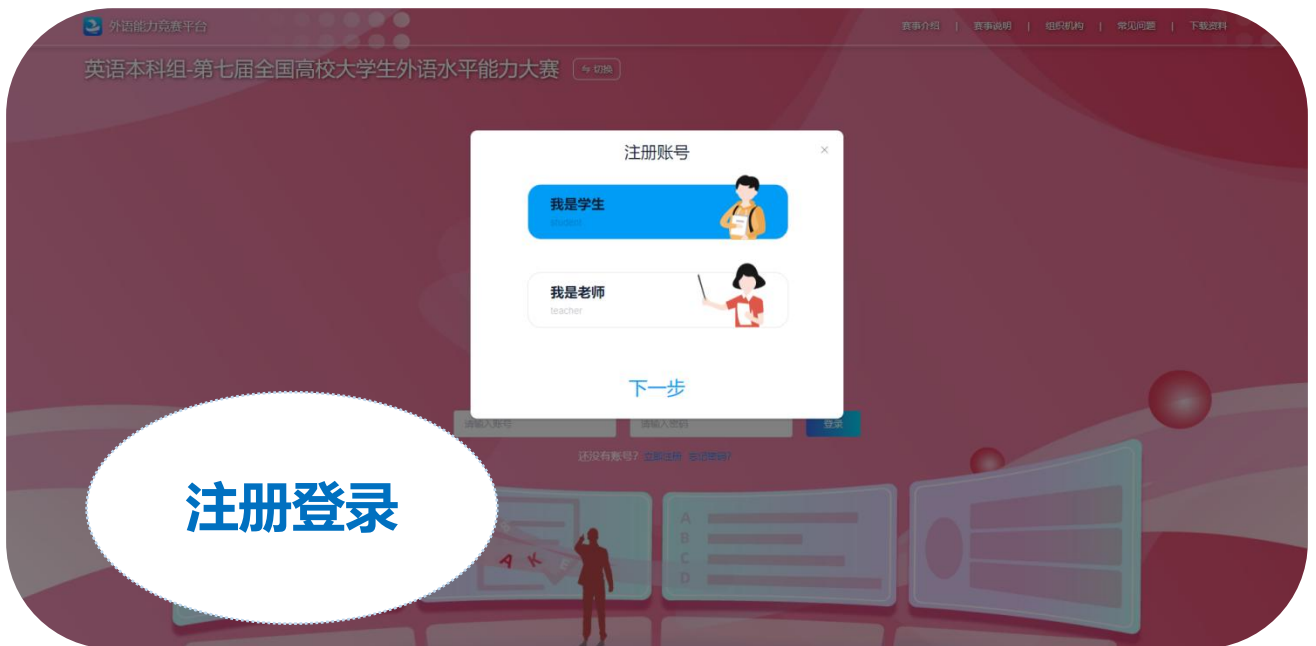 外语能力竞赛平台
赛事介绍 | 赛事说明 | 组织机构 | 常见问题 | 下载资料
英语本科组-第七届全国高校大学生外语水平能力大赛 切换
注册账号 ×
我是学生
student
我是老师
teacher
下一步
请输入账号 请输入密码 登录
还没有账号? 立即注册 忘记密码?
注册登录
A
B
C
D
A K